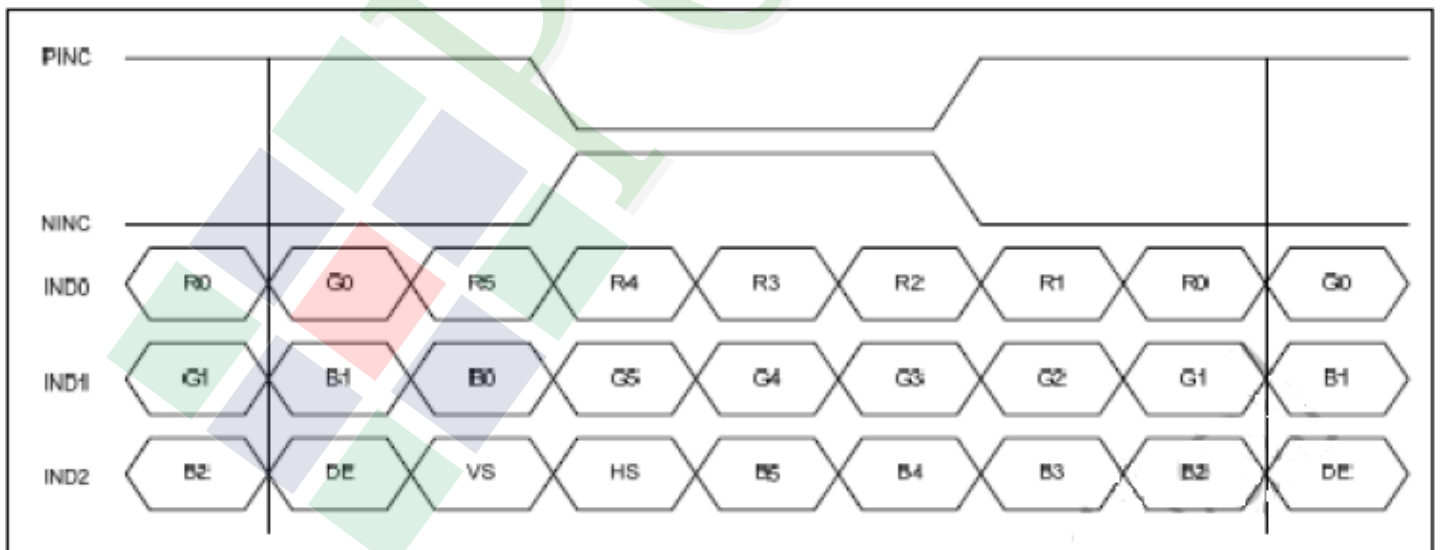 PINC
NINC
IND0 R0 G0 R5 R4 R3 R2 R1 R0 G0
IND1 G1 B1 B0 G5 G4 G3 G2 G1 B1
IND2 B2 DE VS HS B5 B4 B3 B2 DE